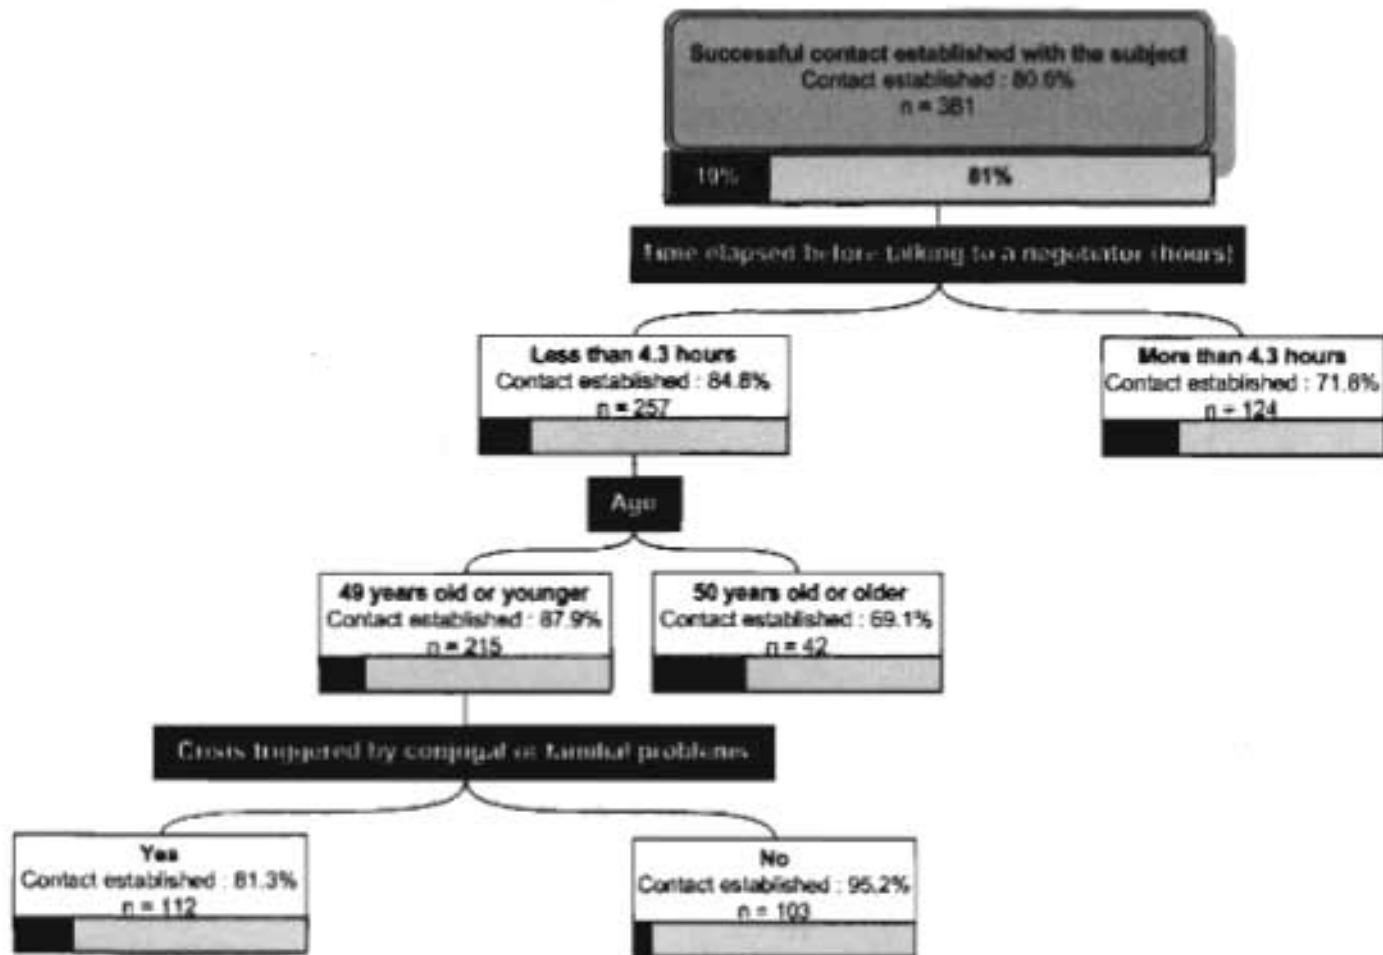 Successful contact established with the subject
Contact established : 80.6%
n = 381
19%
81%
Time elapsed before talking to a negotiator (hours)
Less than 4.3 hours
Contact established : 84.8%
n = 257
More than 4.3 hours
Contact established : 71.8%
n = 124
Age
49 years old or younger
Contact established : 87.9%
n = 215
50 years old or older
Contact established : 69.1%
n = 42
Crisis triggered by conjugal or familial problems
Yes
Contact established : 81.3%
n = 112
No
Contact established : 95.2%
n = 103